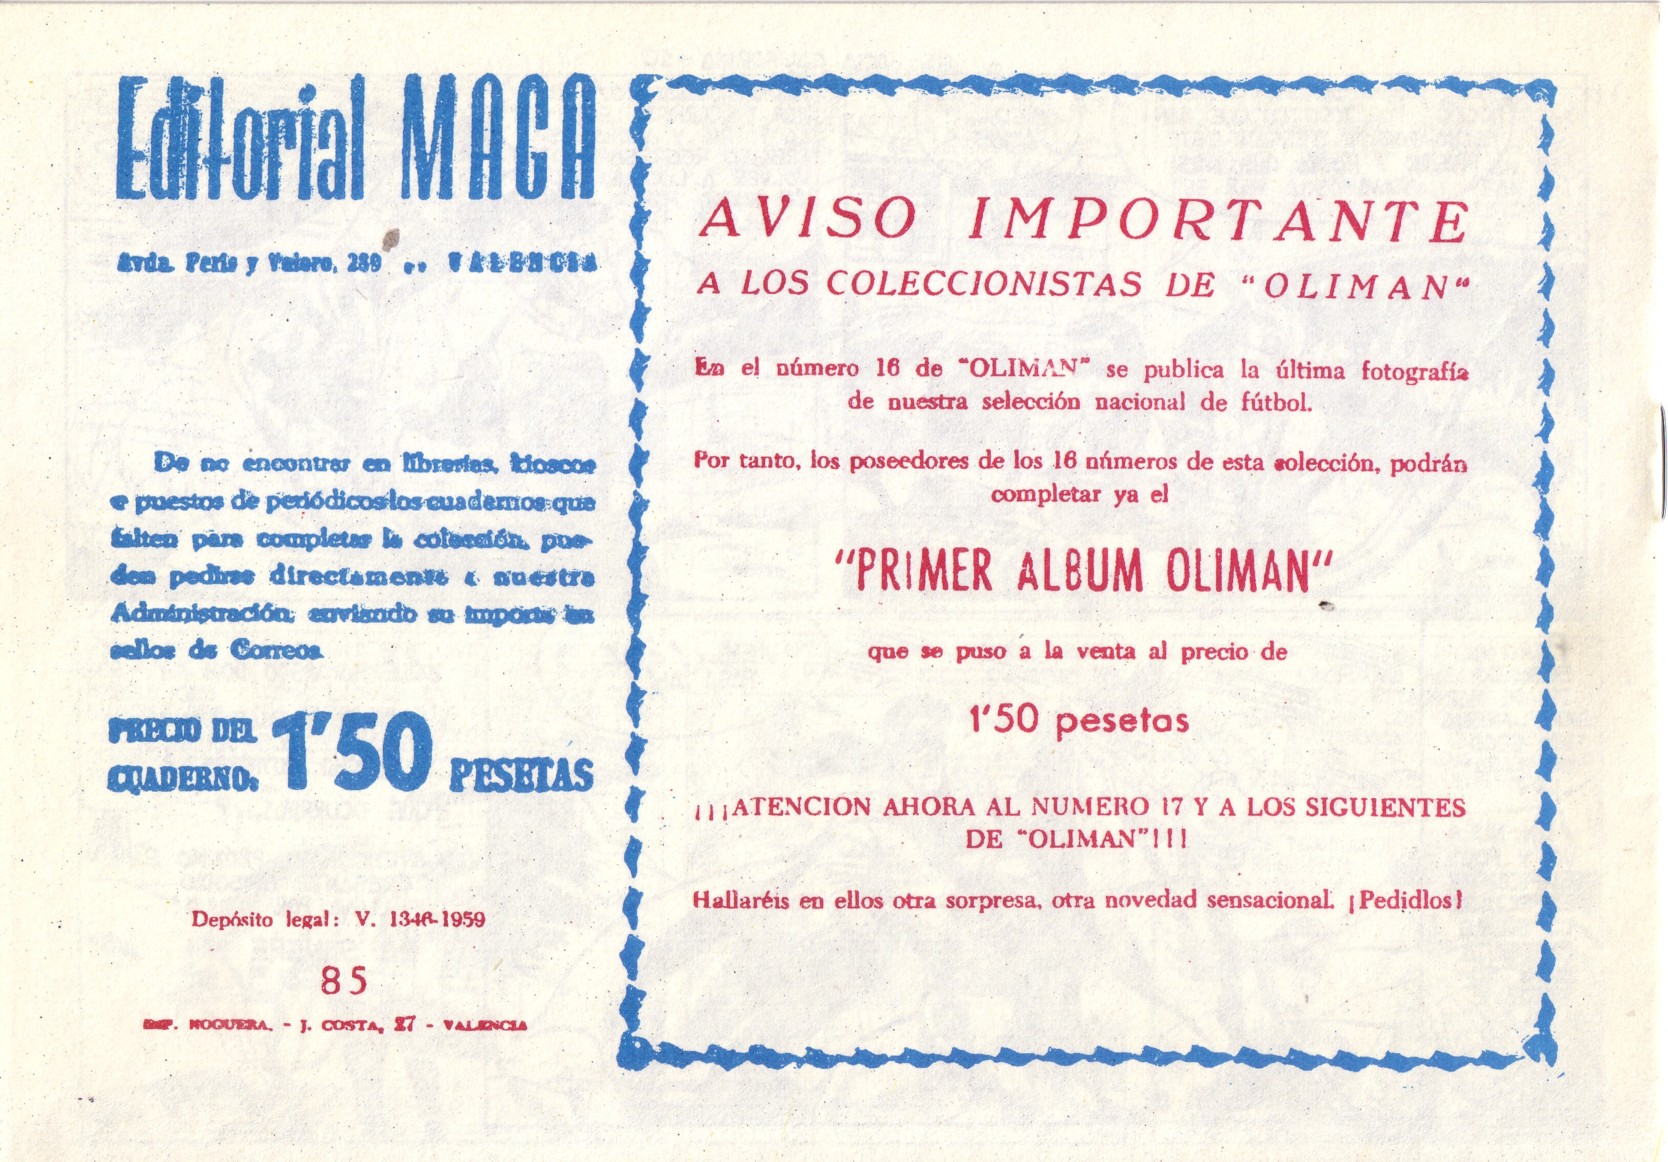 Editorial MAGA
Avda. Peris y Valero, 289 .. VALENCIA
De no encontrar en librerías, kioscos
o puestos de periódicos los cuadernos que
falten para completar la colección, pue-
den pedirse directamente a nuestra
Administración, enviando su importe en
sellos de Correos
PRECIO DEL
CUADERNO: 1'50 PESETAS
Depósito legal: V. 1346-1959
85
IMP. NOGUERA. - J. COSTA, 27 - VALENCIA
AVISO IMPORTANTE
A LOS COLECCIONISTAS DE "OLIMAN"
En el número 16 de "OLIMAN" se publica la última fotografía
de nuestra selección nacional de fútbol.
Por tanto, los poseedores de los 16 números de esta colección, podrán
completar ya el
"PRIMER ALBUM OLIMAN"
que se puso a la venta al precio de
1'50 pesetas
¡¡¡ATENCION AHORA AL NUMERO 17 Y A LOS SIGUIENTES
DE "OLIMAN"!!!
Hallaréis en ellos otra sorpresa, otra novedad sensacional. ¡Pedidlos!